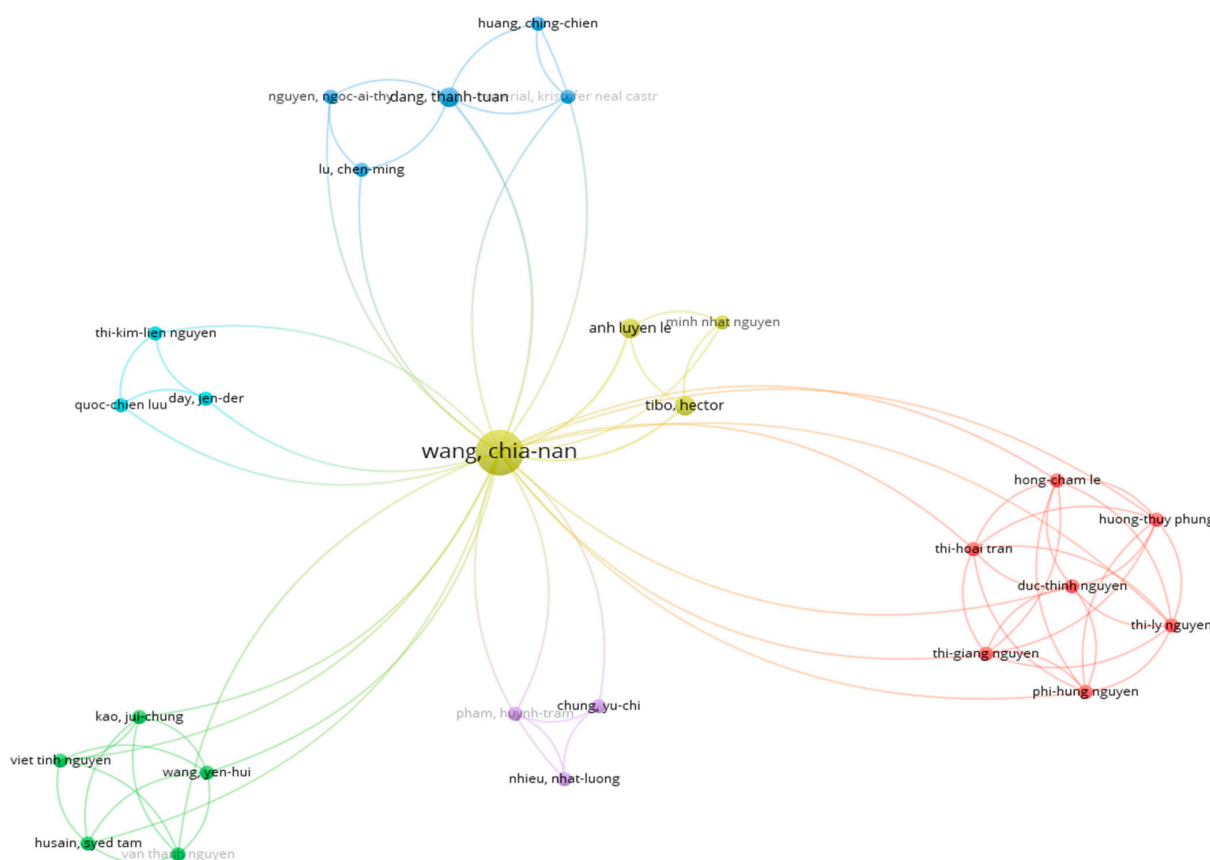 huang, ching-chien
nguyen, ngoc-ai-thy
dang, thanh-tuan
kristofer neal castr
lu, chen-ming
thi-kim-lien nguyen
anh luyen le
minh nhat nguyen
quoc-chien luu
day, jen-der
tibo, hector
wang, chia-nan
hong-cham le
huong-thuy phung
thi-hoai tran
duc-thinh nguyen
thi-ly nguyen
thi-giang nguyen
phi-hung nguyen
pham, huynh-tram
chung, yu-chi
kao, jui-chung
viet tinh nguyen
wang, yen-hui
nhieu, nhat-luong
husain, syed tam
van thanh nguyen